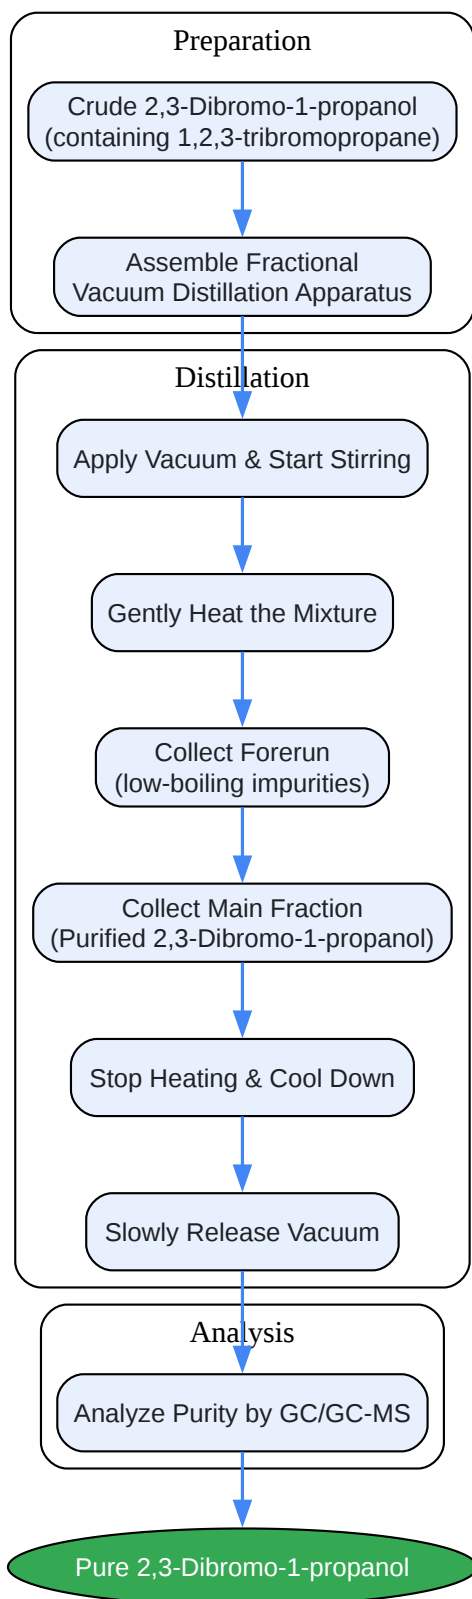 Preparation
Crude 2,3-Dibromo-1-propanol
(containing 1,2,3-tribromopropane)
Assemble Fractional
Vacuum Distillation Apparatus
Distillation
Apply Vacuum & Start Stirring
Gently Heat the Mixture
Collect Forerun
(low-boiling impurities)
Collect Main Fraction
(Purified 2,3-Dibromo-1-propanol)
Stop Heating & Cool Down
Slowly Release Vacuum
Analysis
Analyze Purity by GC/GC-MS
Pure 2,3-Dibromo-1-propanol